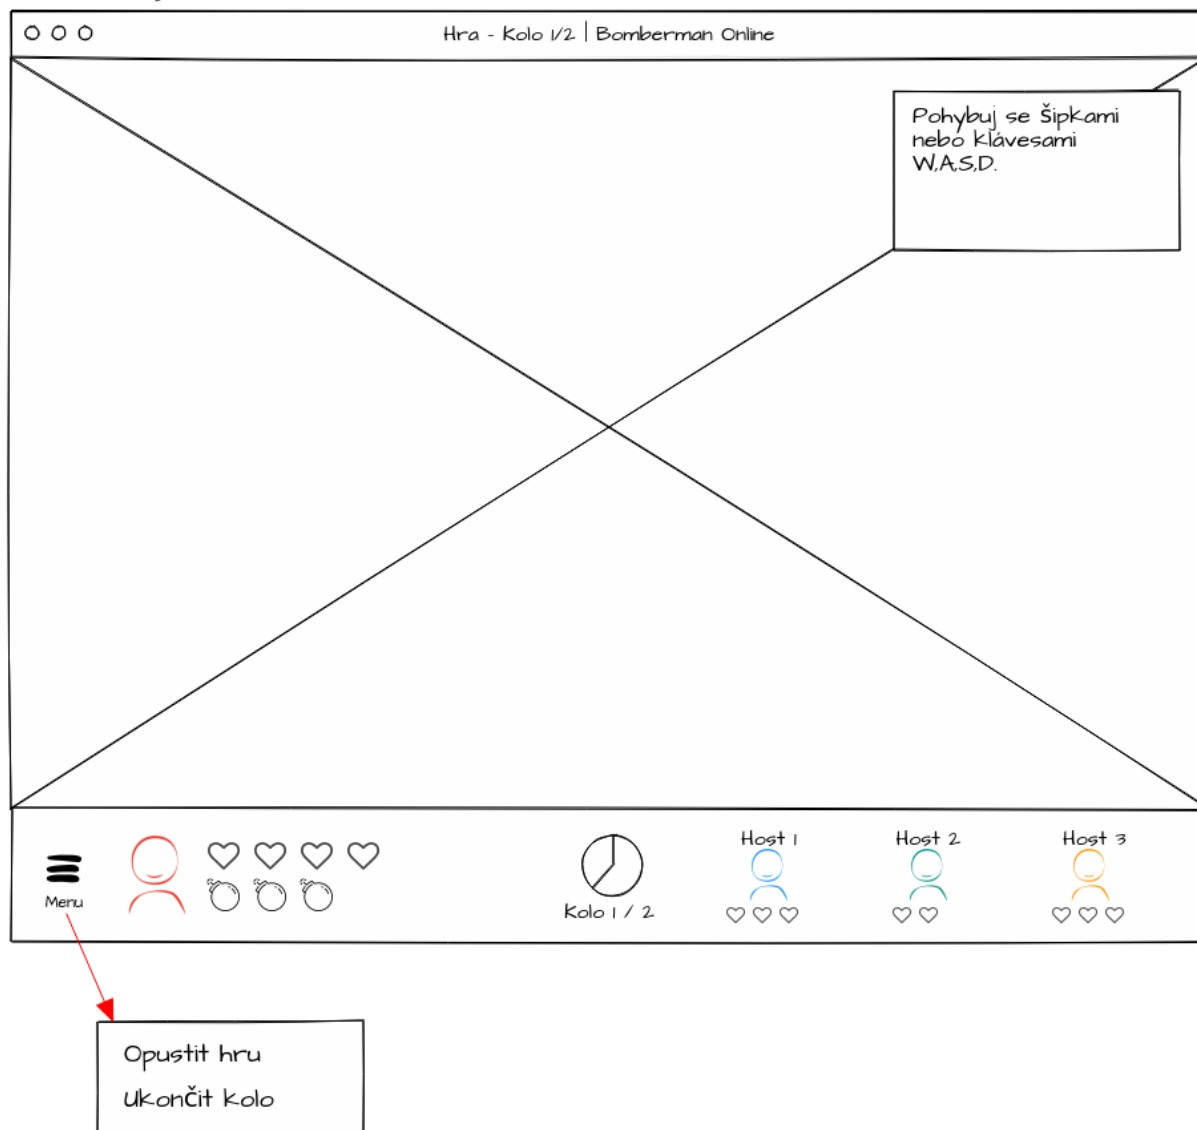 Hra - Kolo 1/2 | Bomberman Online
Pohybuj se šipkami
nebo klávesami
W,A,S,D.
Menu
Kolo 1 / 2
Host 1
Host 2
Host 3
Opustit hru
Ukončit kolo